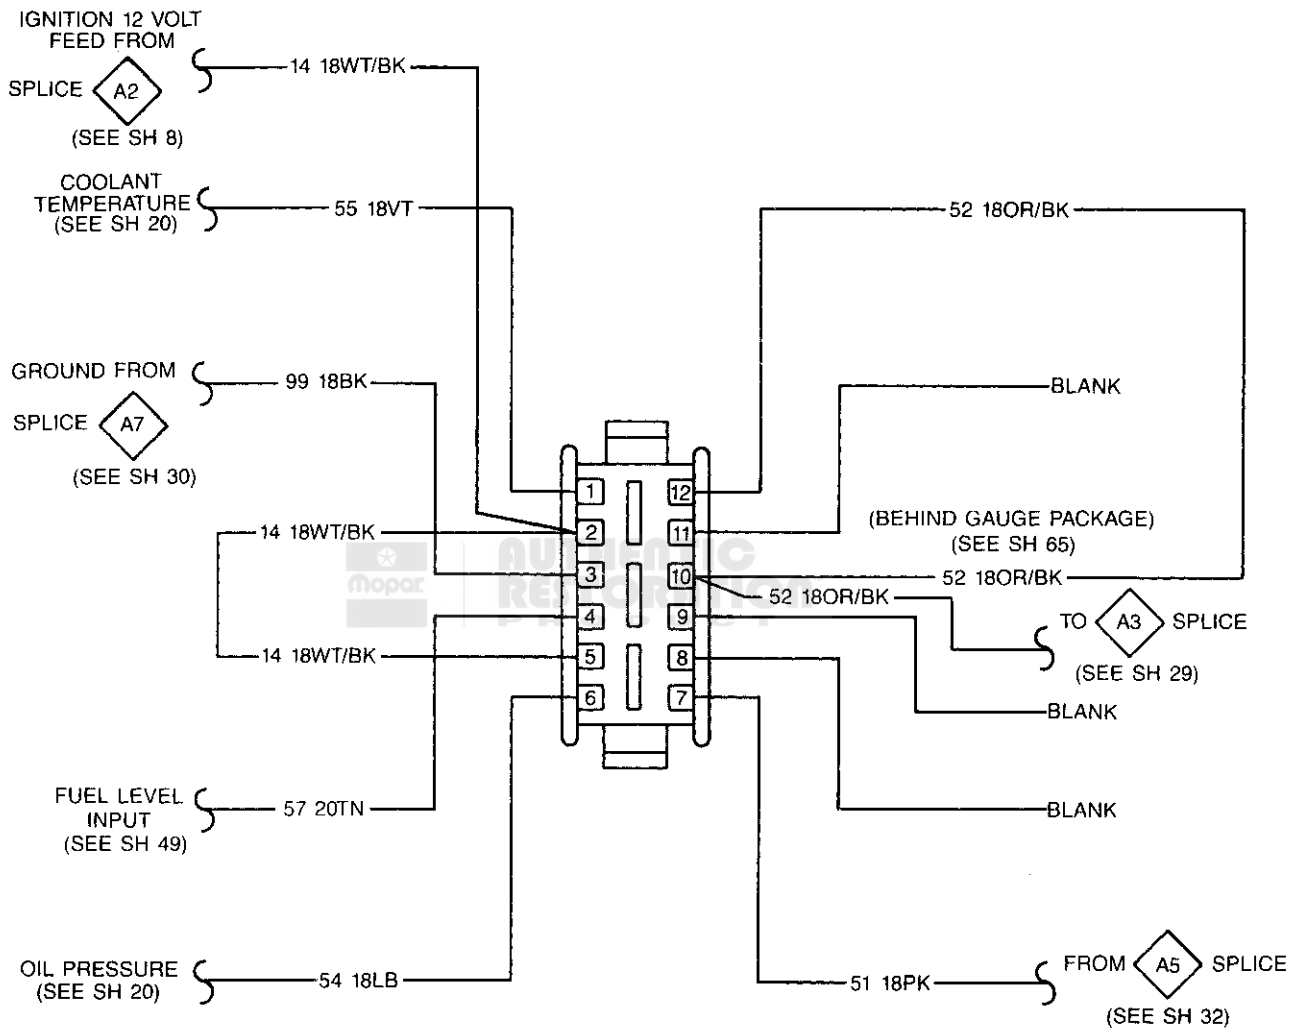 IGNITION 12 VOLT
FEED FROM
SPLICE A2
(SEE SH 8)
14 18WT/BK
COOLANT
TEMPERATURE
(SEE SH 20)
55 18VT
52 18OR/BK
GROUND FROM
SPLICE A7
(SEE SH 30)
99 18BK
BLANK
1
12
14 18WT/BK
2
11
(BEHIND GAUGE PACKAGE)
(SEE SH 65)
3
10
52 18OR/BK
52 18OR/BK
4
9
TO A3 SPLICE
(SEE SH 29)
14 18WT/BK
5
8
6
7
BLANK
Mopar
AUTHENTIC
RESTORATION
PRODUCT
FUEL LEVEL
INPUT
(SEE SH 49)
57 20TN
BLANK
OIL PRESSURE
(SEE SH 20)
54 18LB
51 18PK
FROM A5 SPLICE
(SEE SH 32)